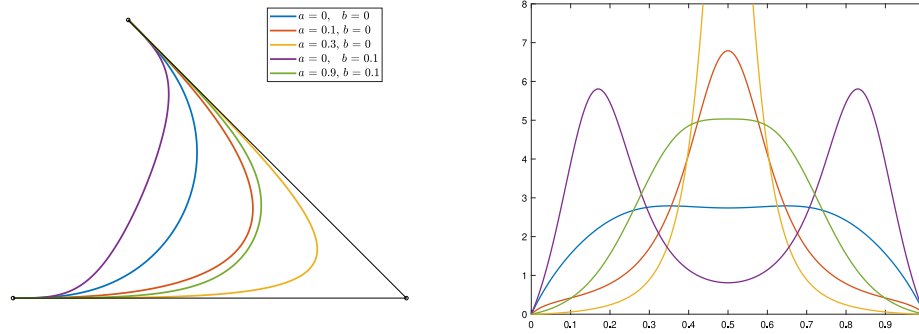 a = 0, b = 0
a = 0.1, b = 0
a = 0.3, b = 0
a = 0, b = 0.1
a = 0.9, b = 0.1
8
7
6
5
4
3
2
1
0
0 0.1 0.2 0.3 0.4 0.5 0.6 0.7 0.8 0.9